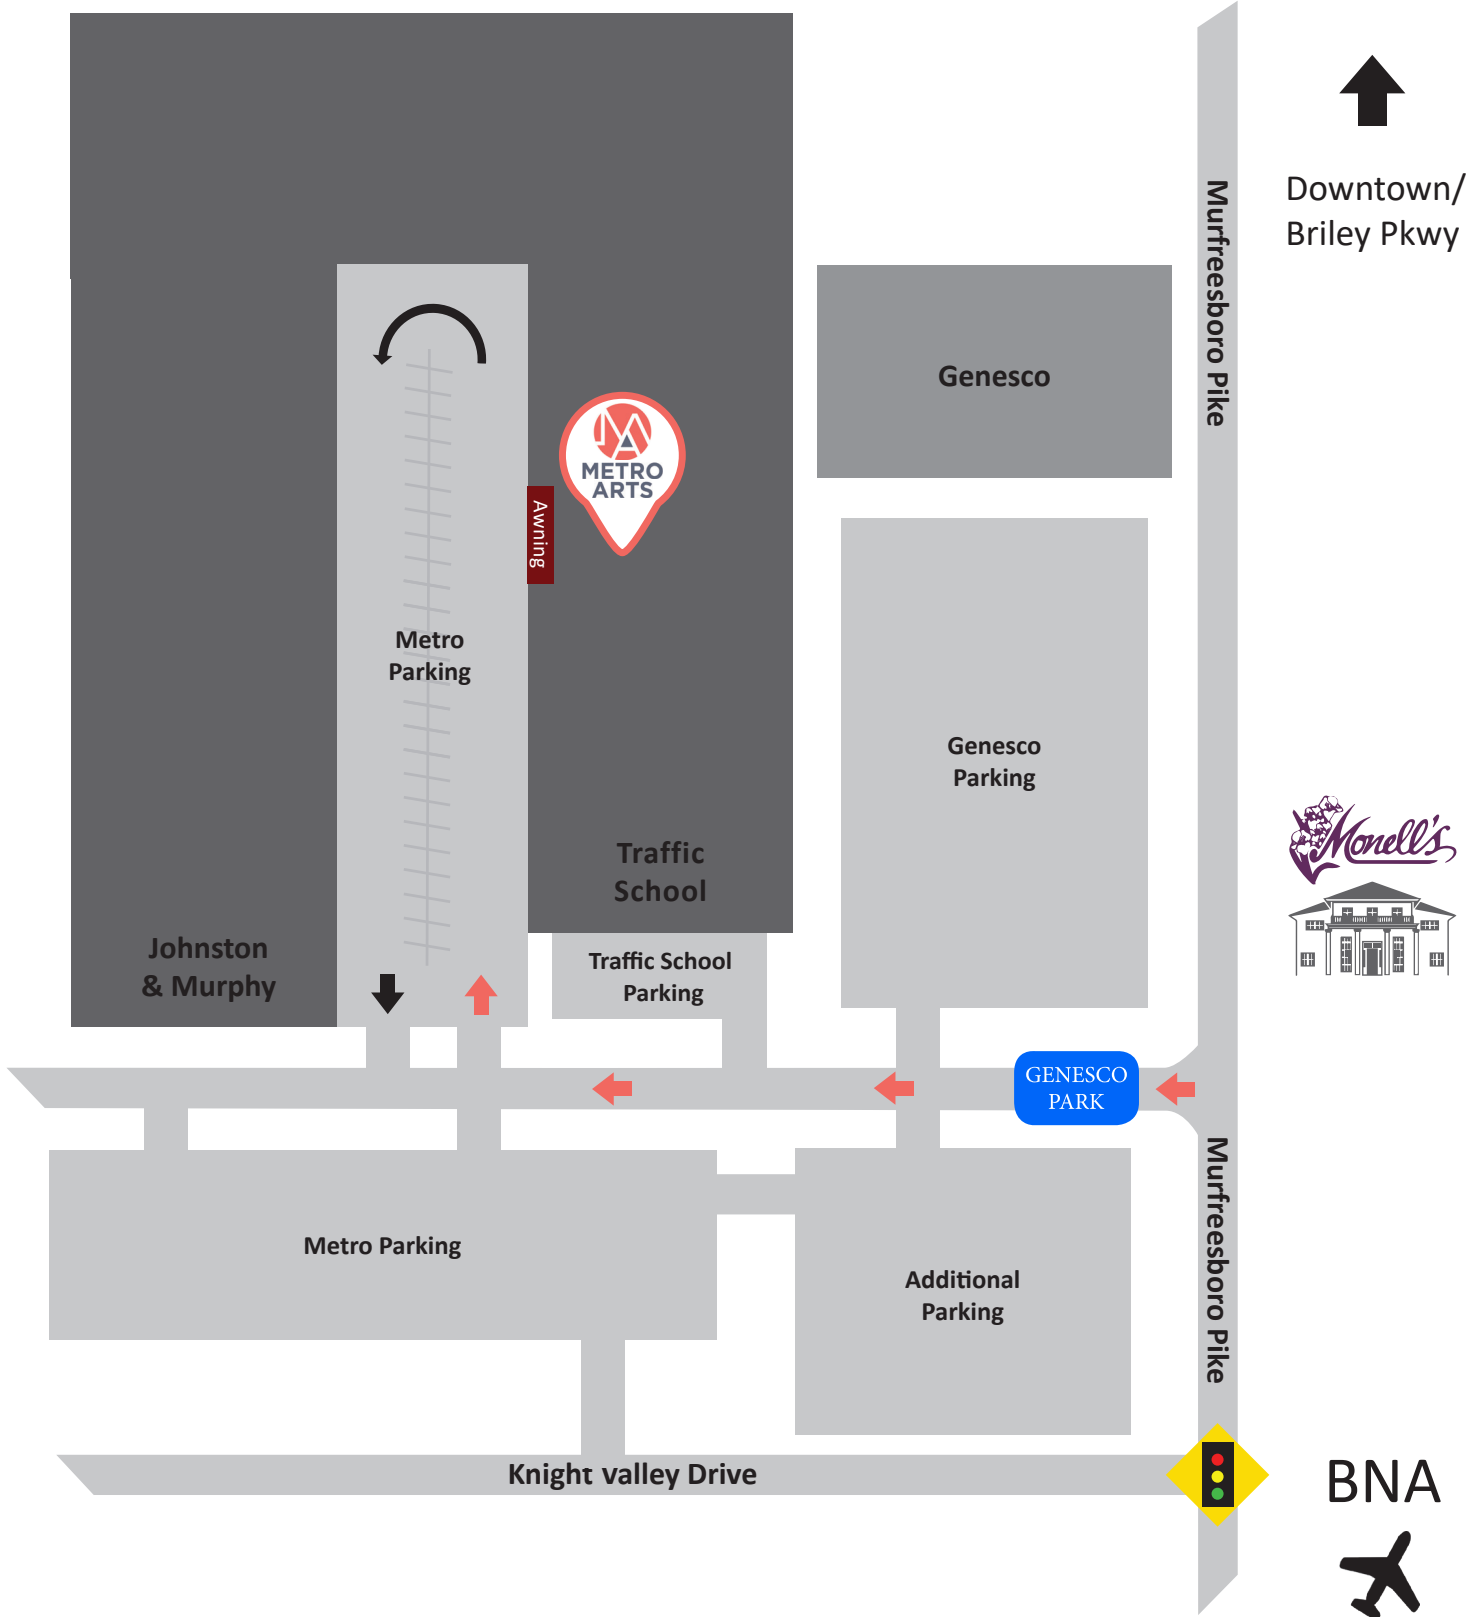 Downtown/
Briley Pkwy
Murfreesboro Pike
Genesco
METRO
ARTS
Awning
Metro
Parking
Genesco
Parking
Monell's
Traffic
School
Johnston
& Murphy
Traffic School
Parking
GENESCO
PARK
Murfreesboro Pike
Metro Parking
Additional
Parking
Knight valley Drive
BNA